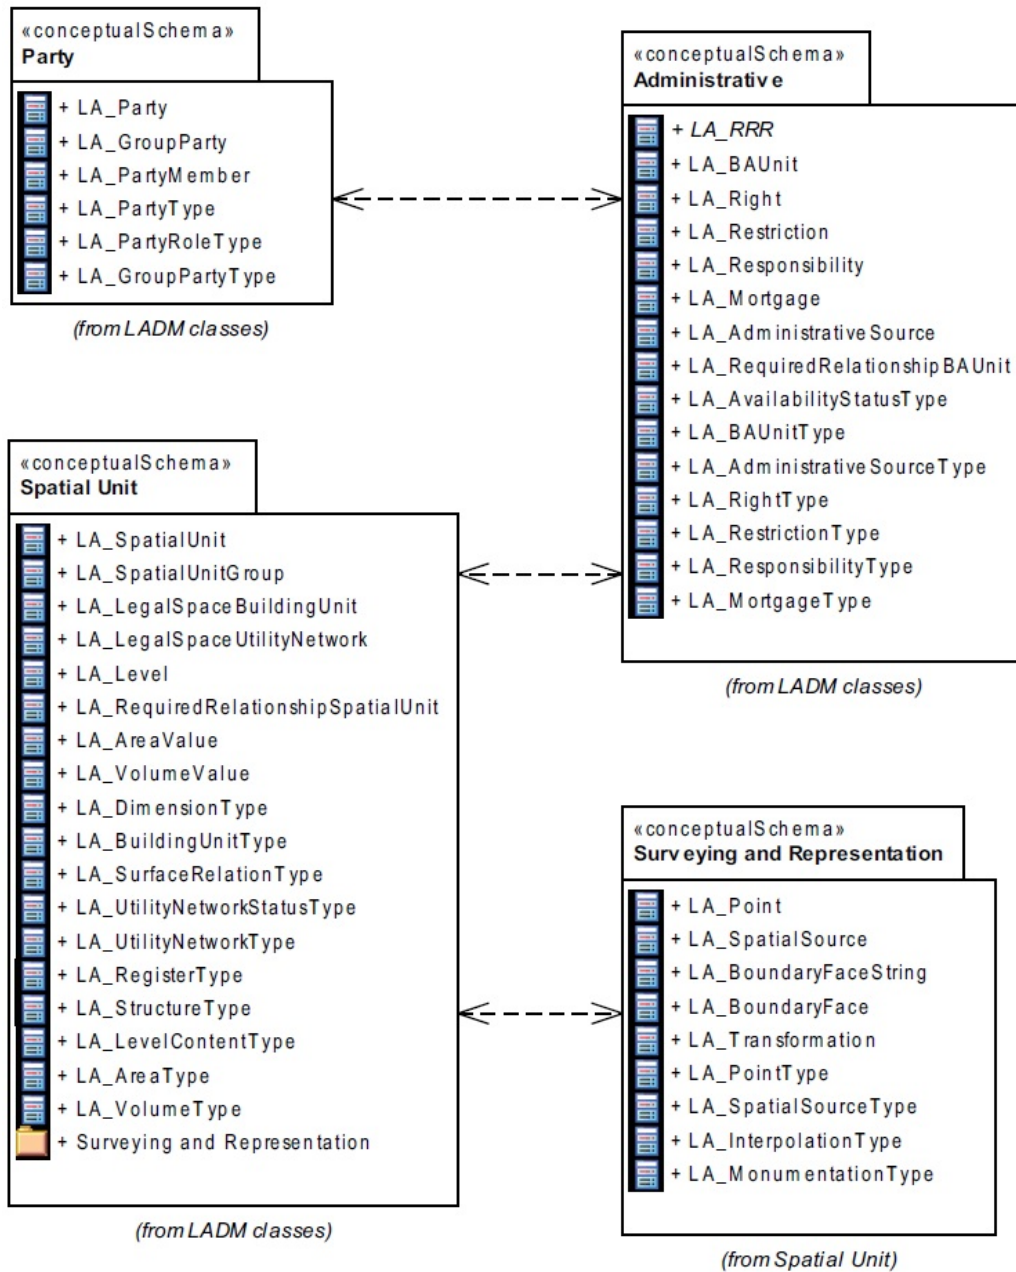 «conceptualSchema»
Party
+ LA_Party
+ LA_GroupParty
+ LA_PartyMember
+ LA_PartyType
+ LA_PartyRoleType
+ LA_GroupPartyType
(from LADM classes)
«conceptualSchema»
Administrative
+ LA_RRR
+ LA_BAUnit
+ LA_Right
+ LA_Restriction
+ LA_Responsibility
+ LA_Mortgage
+ LA_AdministrativeSource
+ LA_RequiredRelationshipBAUnit
+ LA_AvailabilityStatusType
+ LA_BAUnitType
+ LA_AdministrativeSourceType
+ LA_RightType
+ LA_RestrictionType
+ LA_ResponsibilityType
+ LA_MortgageType
(from LADM classes)
«conceptualSchema»
Spatial Unit
+ LA_SpatialUnit
+ LA_SpatialUnitGroup
+ LA_LegalSpaceBuildingUnit
+ LA_LegalSpaceUtilityNetwork
+ LA_Level
+ LA_RequiredRelationshipSpatialUnit
+ LA_AreaValue
+ LA_VolumeValue
+ LA_DimensionType
+ LA_BuildingUnitType
+ LA_SurfaceRelationType
+ LA_UtilityNetworkStatusType
+ LA_UtilityNetworkType
+ LA_RegisterType
+ LA_StructureType
+ LA_LevelContentType
+ LA_AreaType
+ LA_VolumeType
+ Surveying and Representation
(from LADM classes)
«conceptualSchema»
Surveying and Representation
+ LA_Point
+ LA_SpatialSource
+ LA_BoundaryFaceString
+ LA_BoundaryFace
+ LA_Transformation
+ LA_PointType
+ LA_SpatialSourceType
+ LA_InterpolationType
+ LA_MonumentationType
(from Spatial Unit)